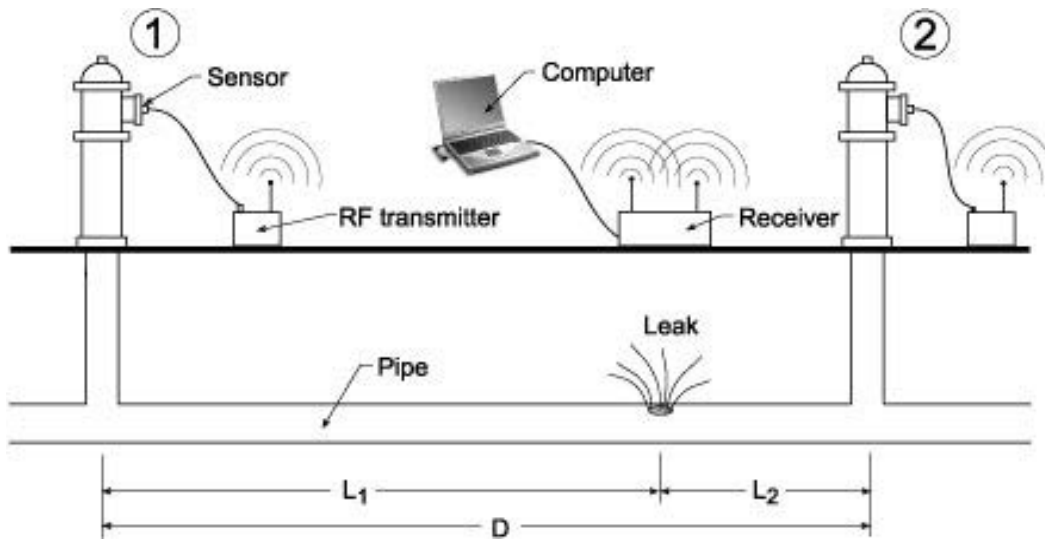 1
2
Sensor
Computer
RF transmitter
Receiver
Leak
Pipe
L1
L2
D